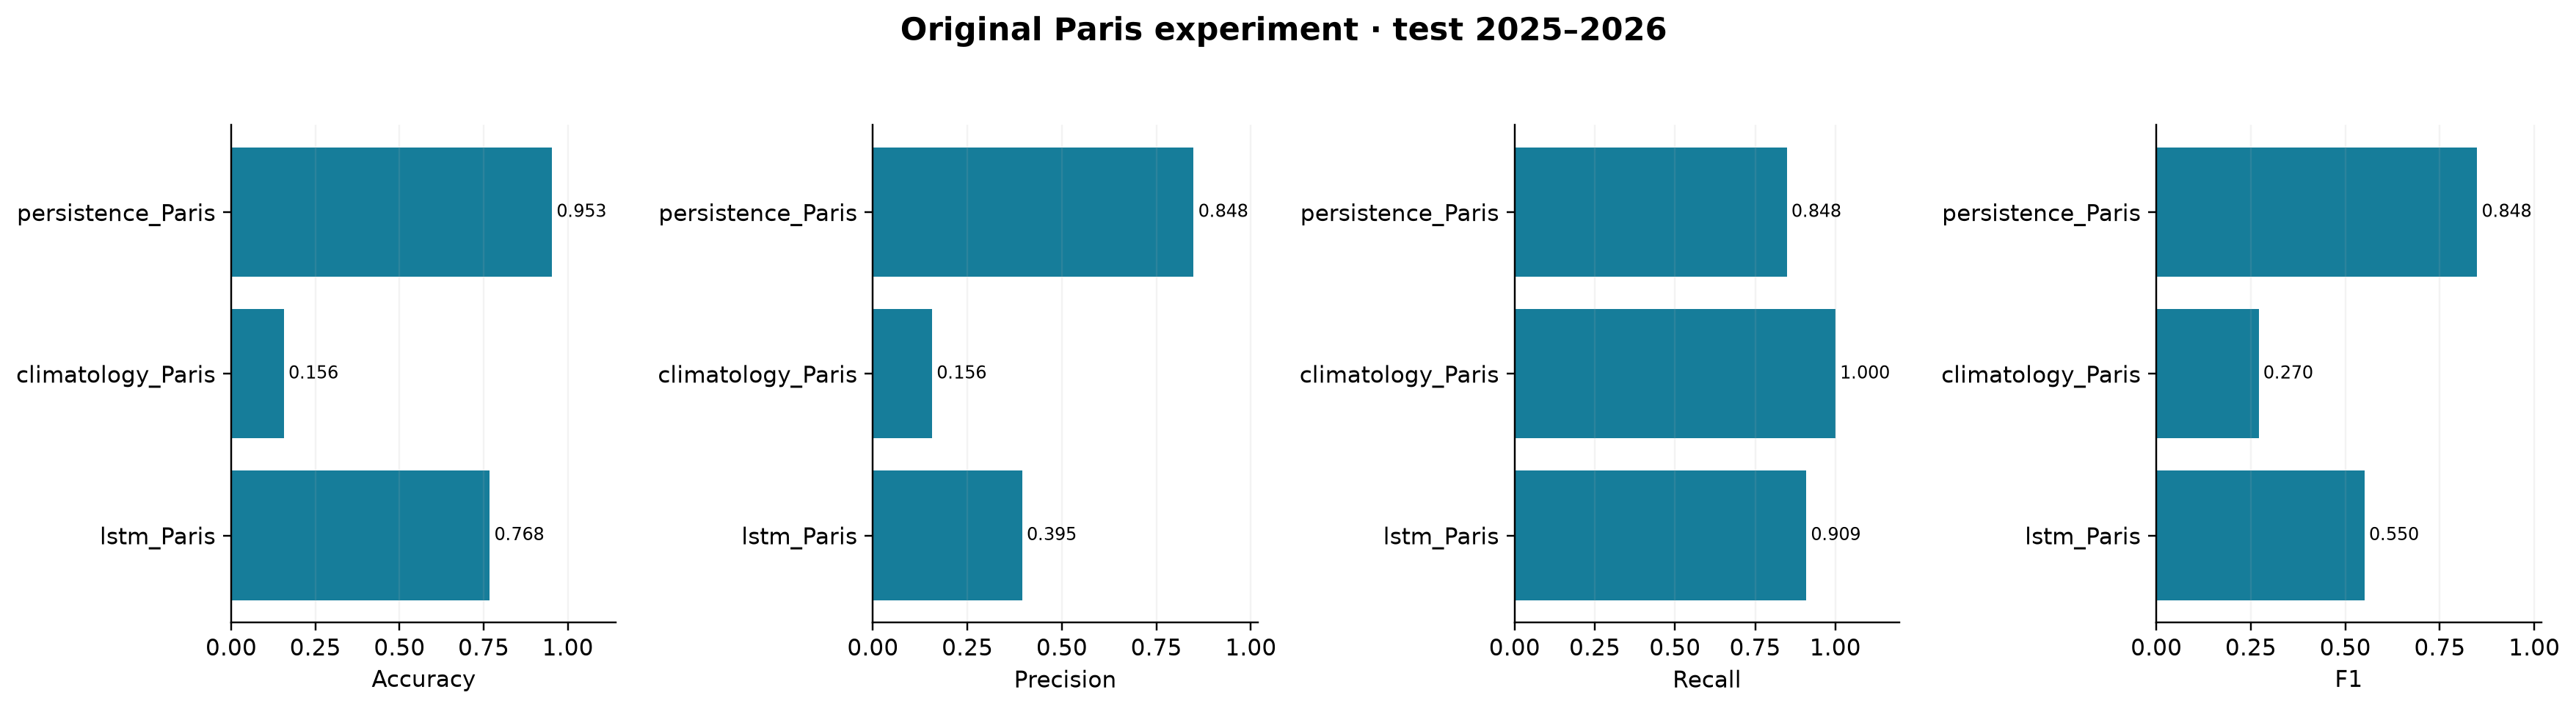 Original Paris experiment · test 2025–2026
persistence_Paris
climatology_Paris
lstm_Paris
0.953
0.156
0.768
0.00 0.25 0.50 0.75 1.00
Accuracy
persistence_Paris
climatology_Paris
lstm_Paris
0.848
0.156
0.395
0.00 0.25 0.50 0.75 1.00
Precision
persistence_Paris
climatology_Paris
lstm_Paris
0.848
1.000
0.909
0.00 0.25 0.50 0.75 1.00
Recall
persistence_Paris
climatology_Paris
lstm_Paris
0.848
0.270
0.550
0.00 0.25 0.50 0.75 1.00
F1